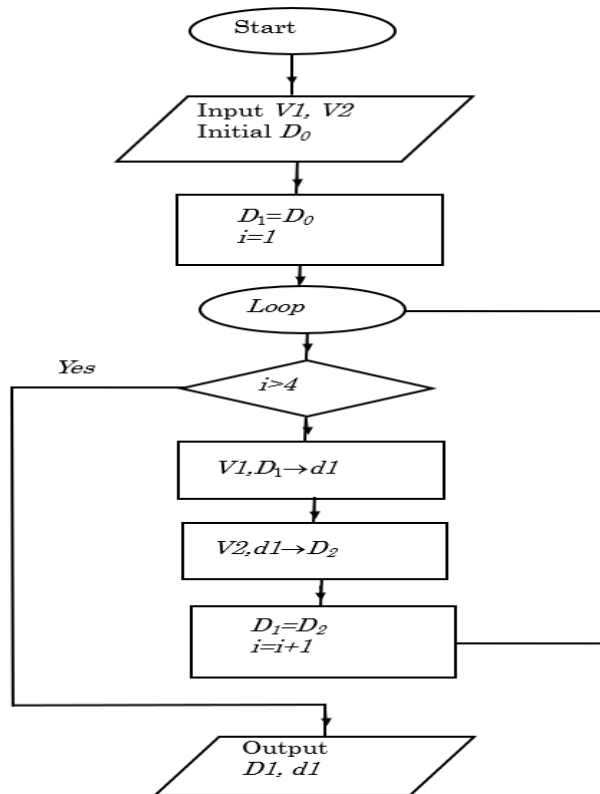 Start
Input V1, V2
Initial D₀
D₁=D₀
i=1
Loop
Yes
i>4
V1,D₁→d1
V2,d1→D₂
D₁=D₂
i=i+1
Output
D1, d1